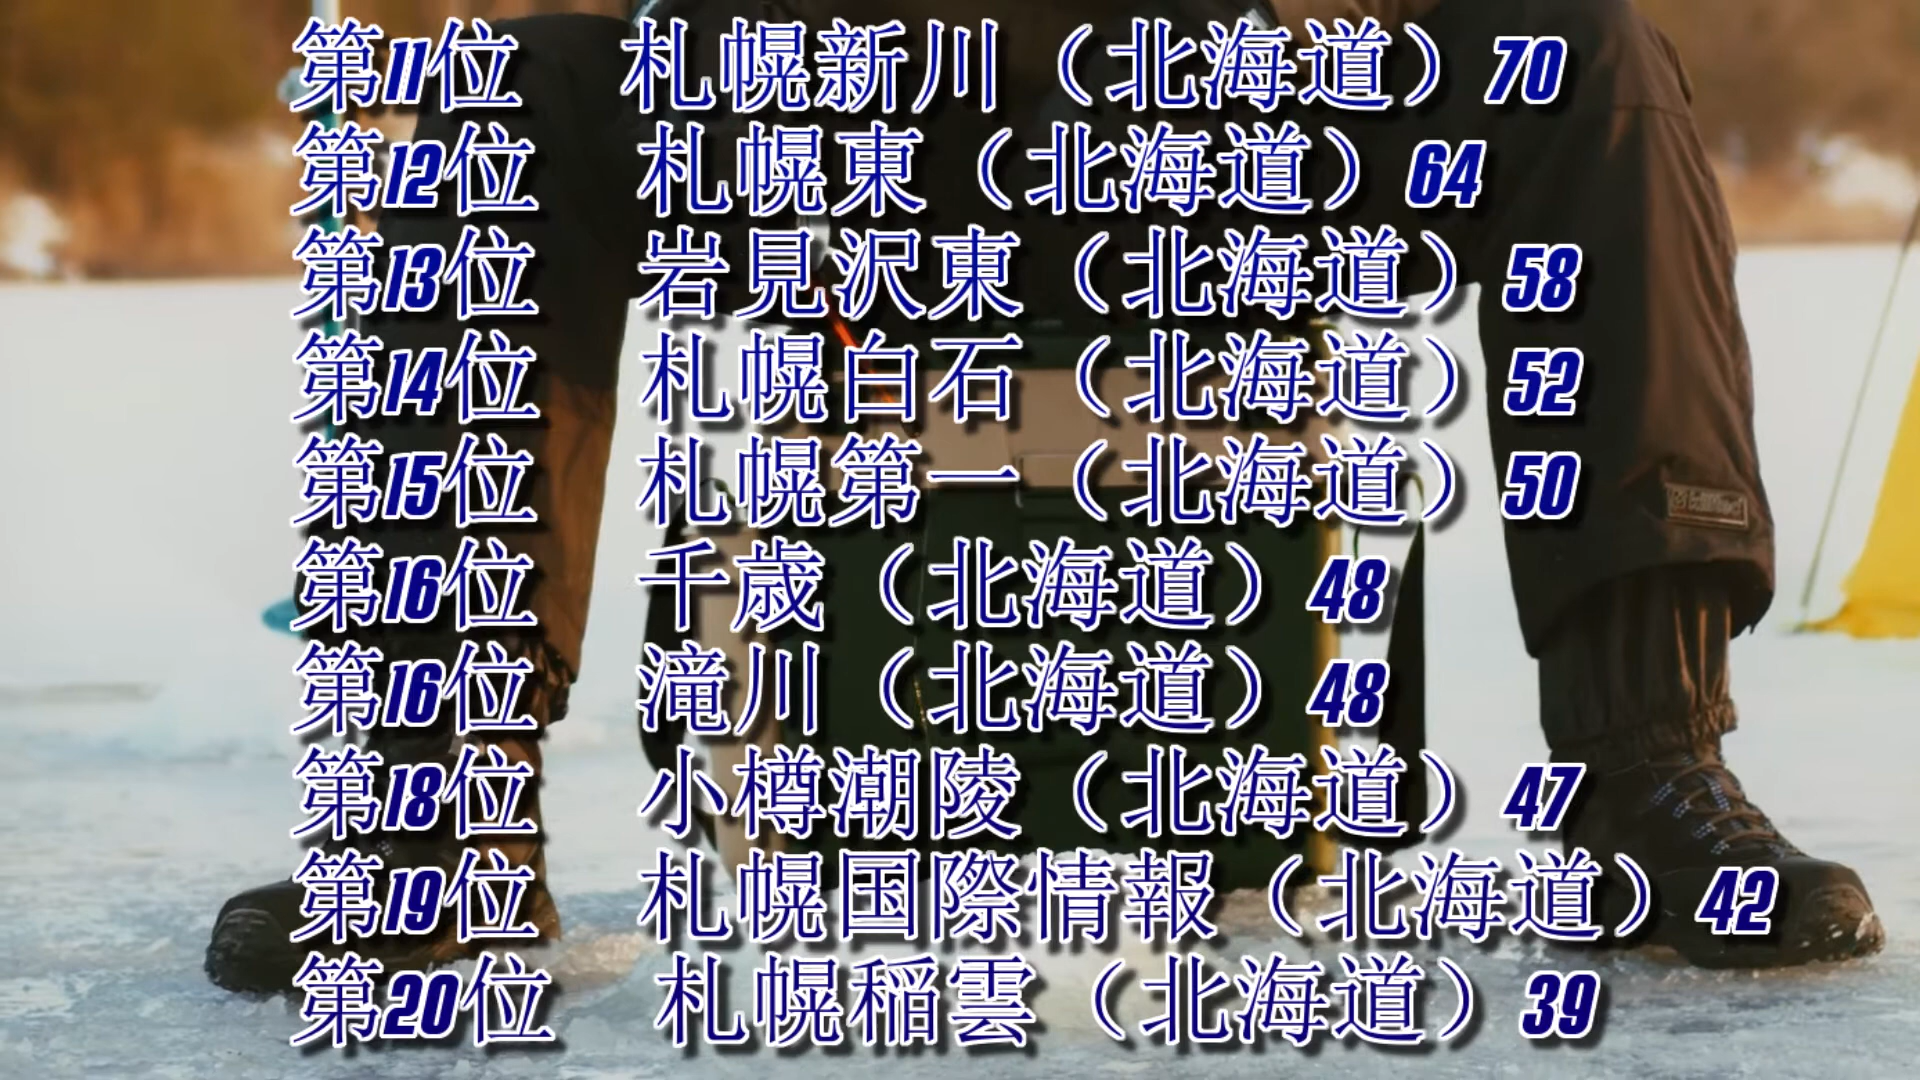 第11位　札幌新川（北海道）70
第12位　札幌東（北海道）64
第13位　岩見沢東（北海道）58
第14位　札幌白石（北海道）52
第15位　札幌第一（北海道）50
第16位　千歳（北海道）48
第16位　滝川（北海道）48
第18位　小樽潮陵（北海道）47
第19位　札幌国際情報（北海道）42
第20位　札幌稲雲（北海道）39